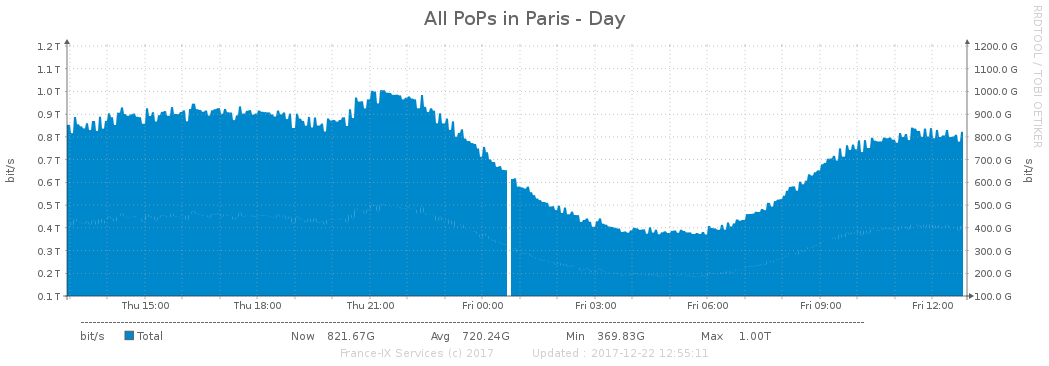 All PoPs in Paris - Day
RRDTOOL / TOBI OETIKER
bit/s
1.2 T
1.1 T
1.0 T
0.9 T
0.8 T
0.7 T
0.6 T
0.5 T
0.4 T
0.3 T
0.2 T
0.1 T
1200.0 G
1100.0 G
1000.0 G
900.0 G
800.0 G
700.0 G
600.0 G
500.0 G
400.0 G
300.0 G
200.0 G
100.0 G
bit/s
Thu 15:00 Thu 18:00 Thu 21:00 Fri 00:00 Fri 03:00 Fri 06:00 Fri 09:00 Fri 12:00
bit/s Total Now 821.67G Avg 720.24G Min 369.83G Max 1.00T
France-IX Services (c) 2017 Updated : 2017-12-22 12:55:11